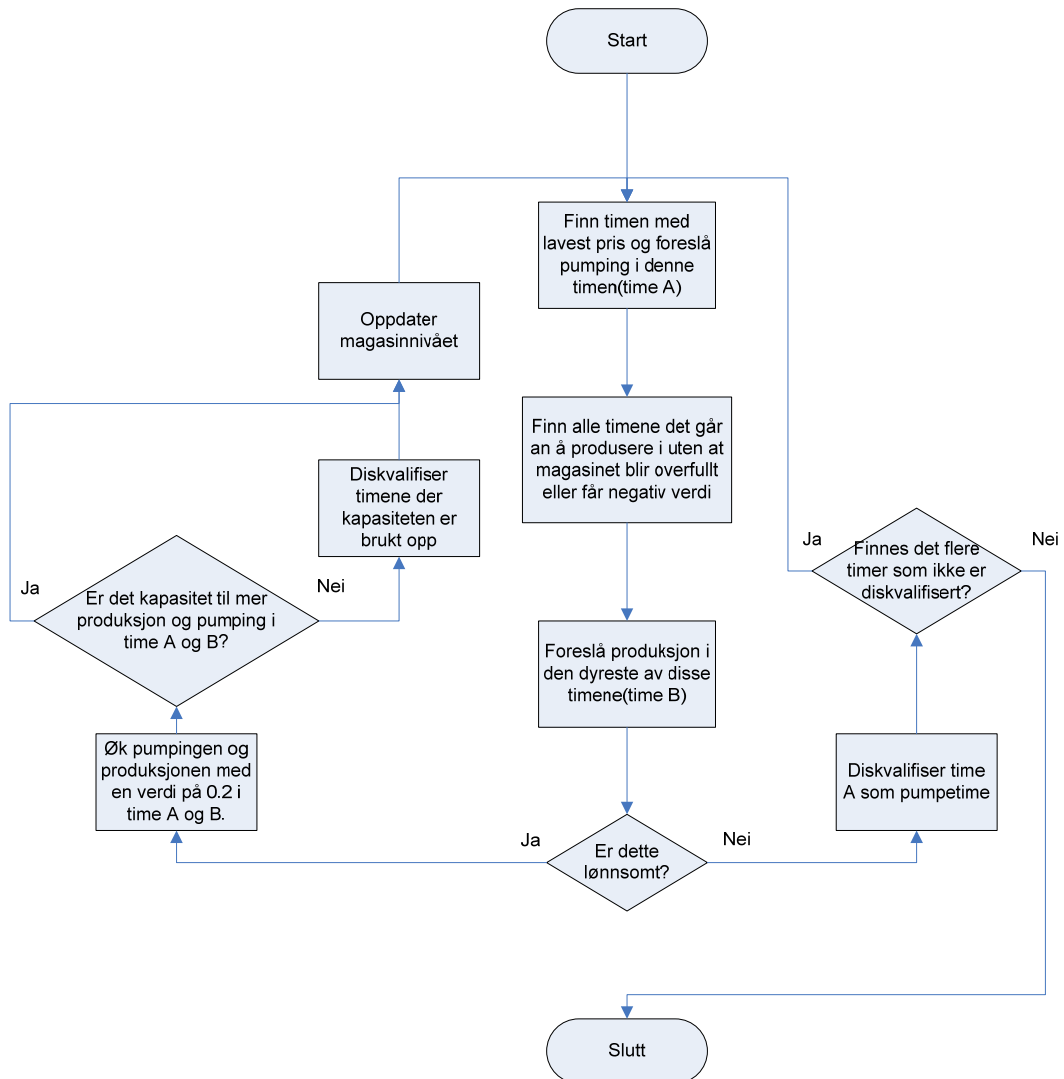 Start
Finn timen med
lavest pris og foreslå
pumping i denne
timen(time A)
Oppdater
magasinnivået
Finn alle timene det går
an å produsere i uten at
magasinet blir overfullt
eller får negativ verdi
Diskvalifiser
timene der
kapasiteten er
brukt opp
Ja
Finnes det flere
timer som ikke er
diskvalifisert?
Nei
Ja
Er det kapasitet til mer
produksjon og pumping i
time A og B?
Nei
Foreslå produksjon i
den dyreste av disse
timene(time B)
Øk pumpingen og
produksjonen med
en verdi på 0.2 i
time A og B.
Diskvalifiser time
A som pumpetime
Ja
Er dette
lønnsomt?
Nei
Slutt